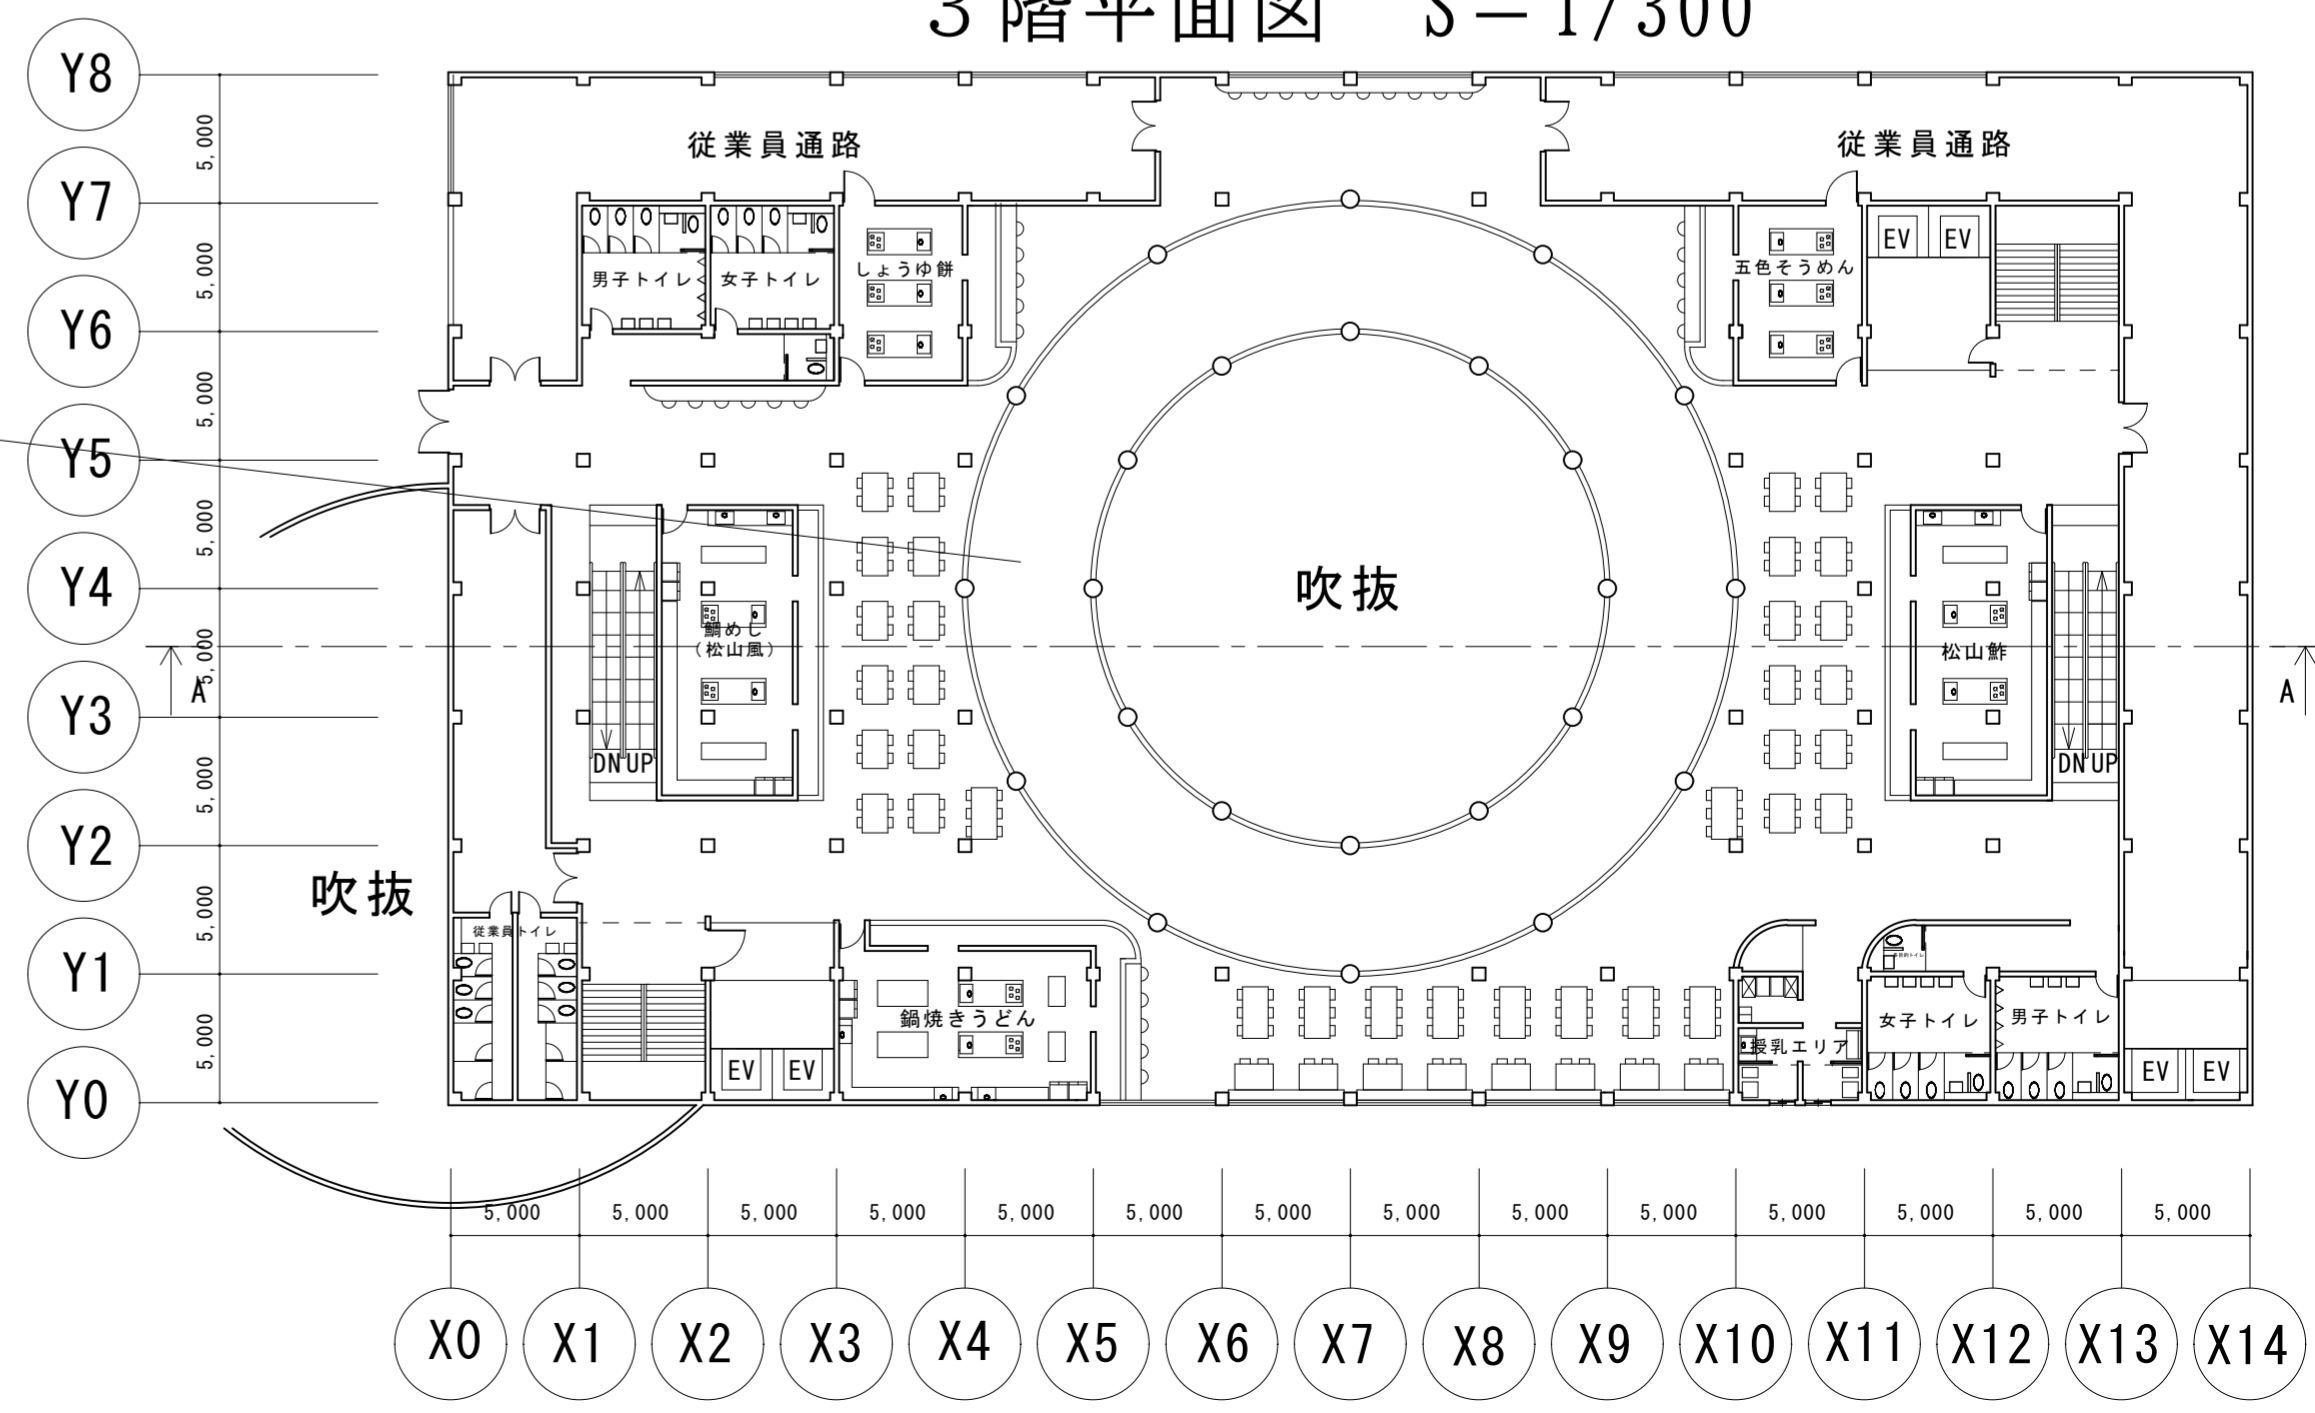 3階平面図 S=1/300
Y8
Y7
Y6
Y5
Y4
Y3
Y2
Y1
Y0
5,000
5,000
5,000
5,000
5,000
5,000
5,000
5,000
従業員通路
従業員通路
男子トイレ
女子トイレ
しょうゆ餅
五色そうめん
EV
EV
吹抜
鯛めし
(松山風)
松山鮓
A
A
DN UP
DN UP
吹抜
従業員トイレ
鍋焼きうどん
EV
EV
授乳エリア
女子トイレ
男子トイレ
EV
EV
5,000
5,000
5,000
5,000
5,000
5,000
5,000
5,000
5,000
5,000
5,000
5,000
5,000
5,000
X0
X1
X2
X3
X4
X5
X6
X7
X8
X9
X10
X11
X12
X13
X14